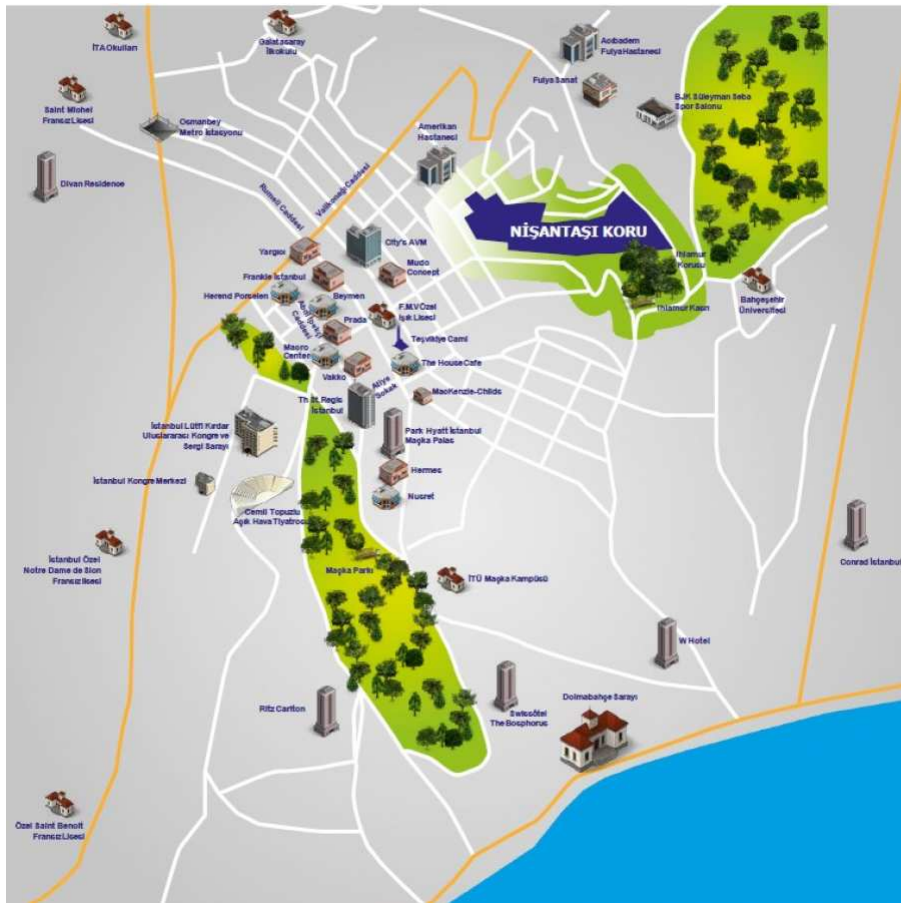 İTA Okulları
Galatasaray
İlkokulu
Acıbadem
Fulya Hastanesi
Fulya Sanat
Saint Michel
Fransız Lisesi
BJK Süleyman Seba
Spor Salonu
Osmanbey
Metro İstasyonu
Amerikan
Hastanesi
Divan Residence
Rumeli Caddesi
Valikonağı Caddesi
NİŞANTAŞI KORU
Yargıcı
City's AVM
Ihlamur
Korusu
Frankie İstanbul
Mudo
Concept
Bahçeşehir
Üniversitesi
Herend Porselen
Beymen
Ihlamur Kasrı
Abdi İpekçi
Caddesi
Prada
F.M.V Özel
Işık Lisesi
Teşvikiye Cami
Macro
Center
Vakko
The House Cafe
Atiye
Sokak
MacKenzie-Childs
The St. Regis
İstanbul
İstanbul Lütfi Kırdar
Uluslararası Kongre ve
Sergi Sarayı
Park Hyatt İstanbul
Maçka Palas
Hermes
İstanbul Kongre Merkezi
Nusret
Cemil Topuzlu
Açık Hava Tiyatrosu
İstanbul Özel
Notre Dame de Sion
Fransız lisesi
Maçka Parkı
İTÜ Maçka Kampüsü
Conrad İstanbul
W Hotel
Ritz Carlton
Swissôtel
The Bosphorus
Dolmabahçe Sarayı
Özel Saint Benoit
Fransız Lisesi